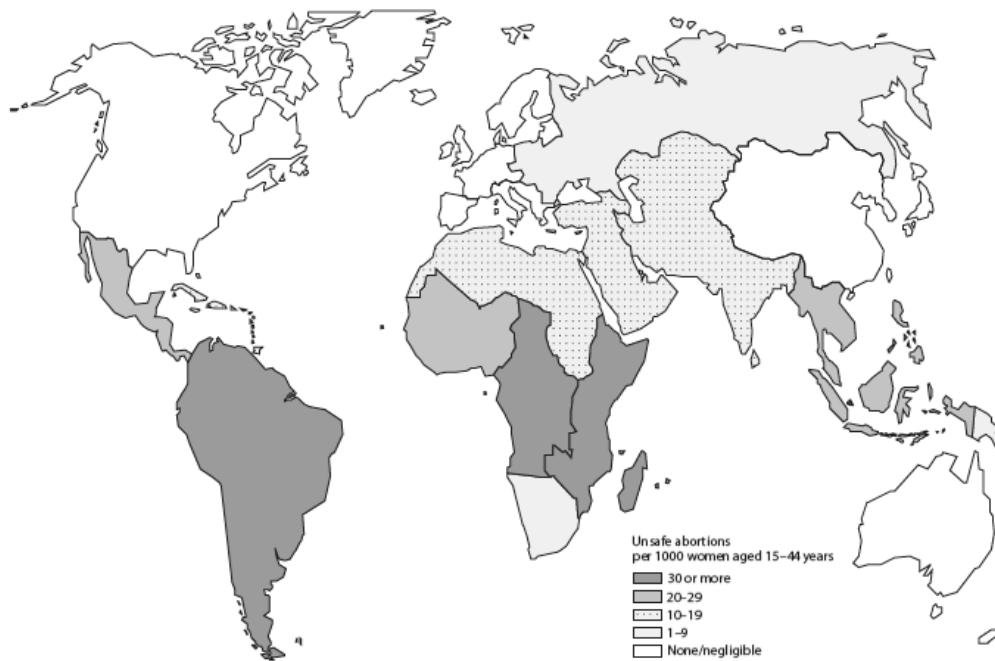 Unsafe abortions
per 1000 women aged 15–44 years
30 or more
20–29
10–19
1–9
None/negligible